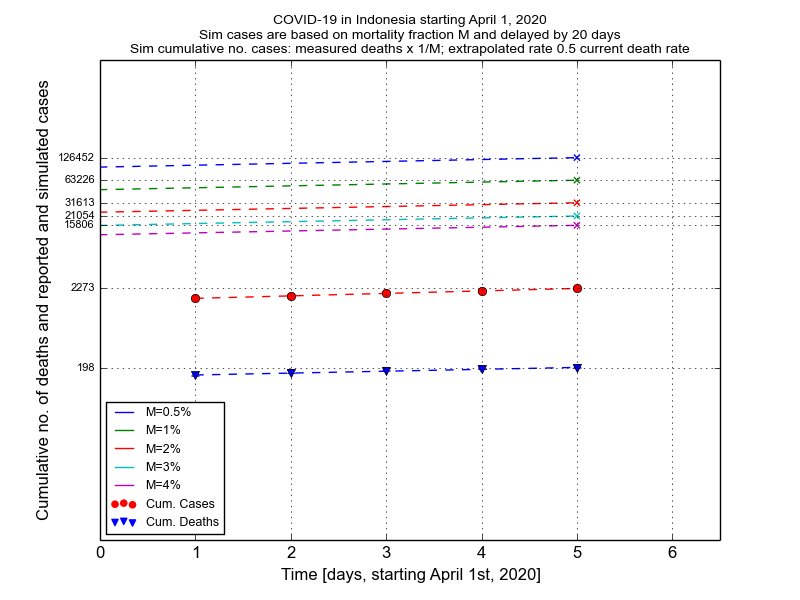 COVID-19 in Indonesia starting April 1, 2020
Sim cases are based on mortality fraction M and delayed by 20 days
Sim cumulative no. cases: measured deaths x 1/M; extrapolated rate 0.5 current death rate
Cumulative no. of deaths and reported and simulated cases
126452
63226
31613
21054
15806
2273
198
M=0.5%
M=1%
M=2%
M=3%
M=4%
Cum. Cases
Cum. Deaths
0 1 2 3 4 5 6
Time [days, starting April 1st, 2020]